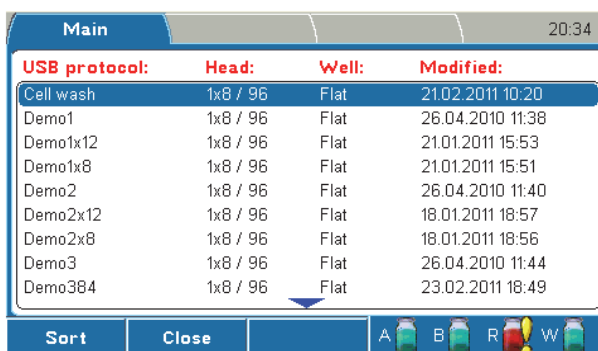 Main 20:34
USB protocol: Head: Well: Modified:
Cell wash 1x8 / 96 Flat 21.02.2011 10:20
Demo1 1x8 / 96 Flat 26.04.2010 11:38
Demo1x12 1x8 / 96 Flat 21.01.2011 15:53
Demo1x8 1x8 / 96 Flat 21.01.2011 15:51
Demo2 1x8 / 96 Flat 26.04.2010 11:40
Demo2x12 1x8 / 96 Flat 18.01.2011 18:57
Demo2x8 1x8 / 96 Flat 18.01.2011 18:56
Demo3 1x8 / 96 Flat 26.04.2010 11:44
Demo384 1x8 / 96 Flat 23.02.2011 18:49
Sort Close A B R W